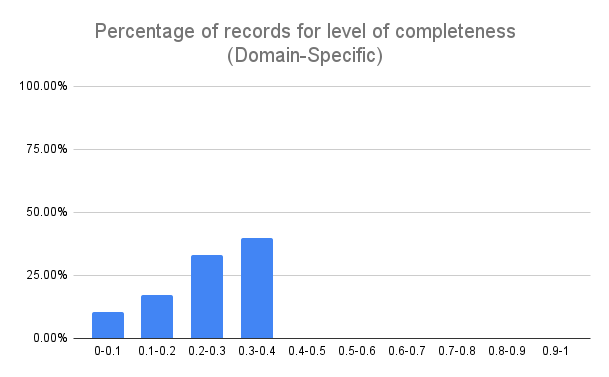 Percentage of records for level of completeness
(Domain-Specific)
100.00%
75.00%
50.00%
25.00%
0.00%
0-0.1 0.1-0.2 0.2-0.3 0.3-0.4 0.4-0.5 0.5-0.6 0.6-0.7 0.7-0.8 0.8-0.9 0.9-1